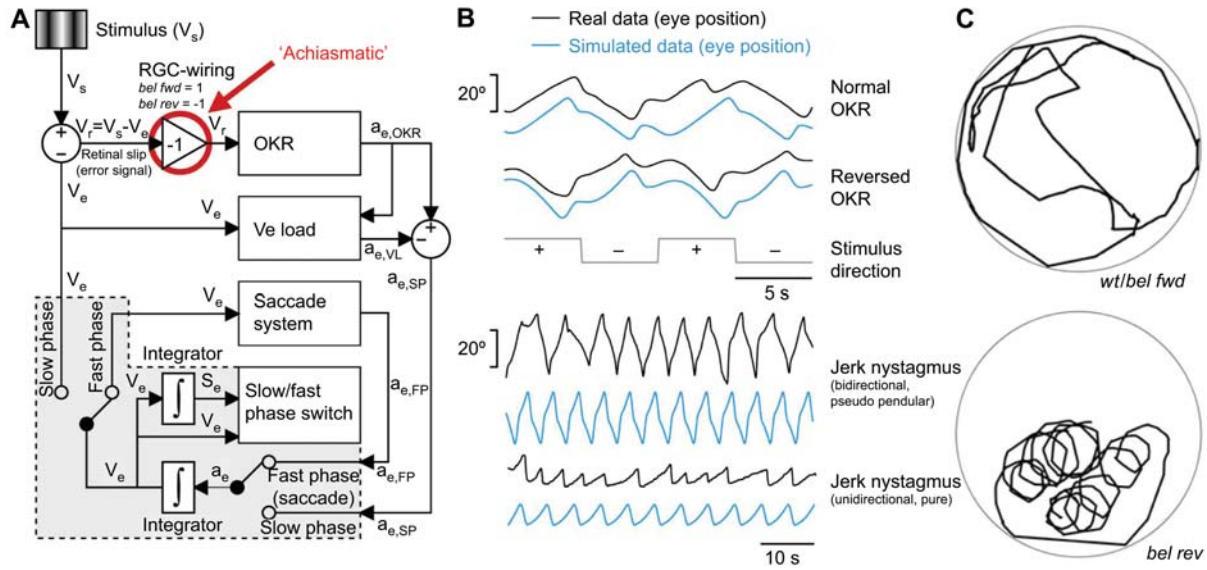 A
Stimulus (Vs)
'Achiasmatic'
RGC-wiring
bel fwd = 1
bel rev = -1
Vs
Vr=Vs-Ve
+
−
-1
Vr
Retinal slip
(error signal)
OKR
ae,OKR
Ve
Ve
Ve load
ae,VL
+
−
ae,SP
Ve
Ve
Saccade
system
Slow phase
Fast phase
Integrator
Ve
∫
Se
Slow/fast
phase switch
Ve
ae,FP
Ve
∫
ae
Integrator
Fast phase
(saccade)
ae,FP
Slow phase
ae,SP
B
Real data (eye position)
Simulated data (eye position)
20º
Normal
OKR
Reversed
OKR
+ − + −
Stimulus
direction
5 s
20º
Jerk nystagmus
(bidirectional,
pseudo pendular)
Jerk nystagmus
(unidirectional, pure)
10 s
C
wt/bel fwd
bel rev